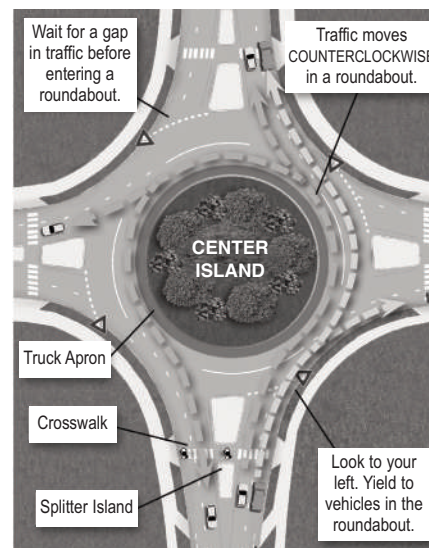 Wait for a gap
in traffic before
entering a
roundabout.
Traffic moves
COUNTERCLOCKWISE
in a roundabout.
CENTER
ISLAND
Truck Apron
Crosswalk
Splitter Island
Look to your
left. Yield to
vehicles in the
roundabout.